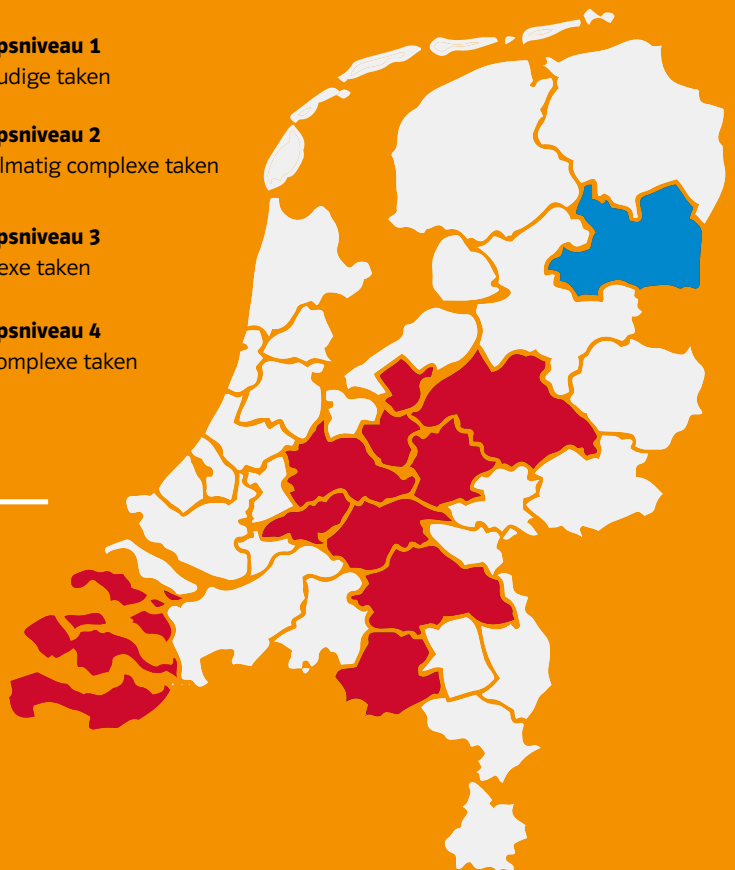 psniveau 1
udige taken
psniveau 2
lmatig complexe taken
psniveau 3
exe taken
psniveau 4
omplexe taken